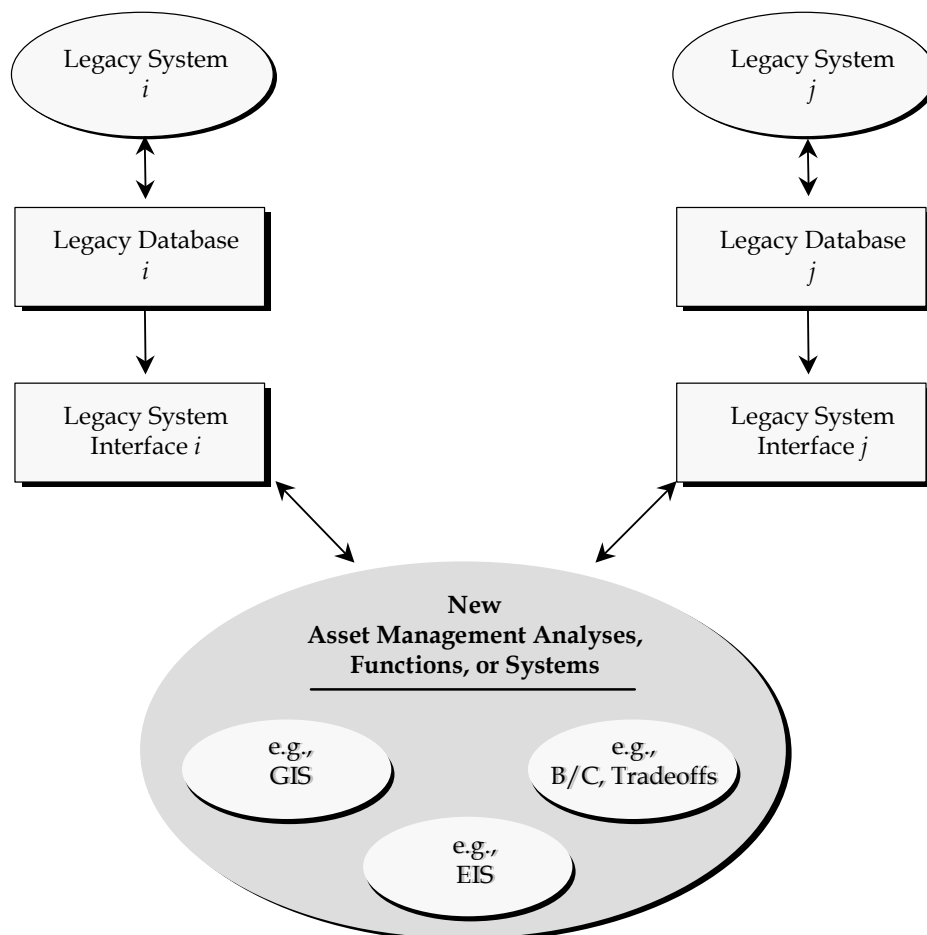 Legacy System
i
Legacy System
j
Legacy Database
i
Legacy Database
j
Legacy System
Interface i
Legacy System
Interface j
New
Asset Management Analyses,
Functions, or Systems
e.g.,
GIS
e.g.,
B/C, Tradeoffs
e.g.,
EIS